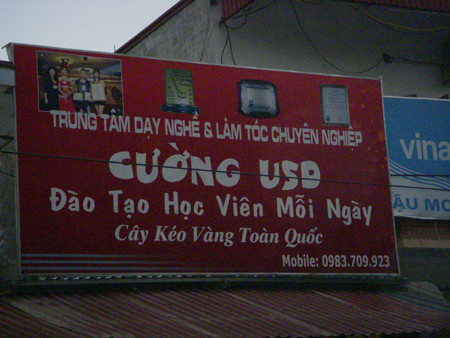 TRUNG TÂM DẠY NGHỀ & LÀM TÓC CHUYÊN NGHIỆP
CƯỜNG USD
Đào Tạo Học Viên Mỗi Ngày
Cây Kéo Vàng Toàn Quốc
Mobile: 0983.709.923
vina
ẬU MO